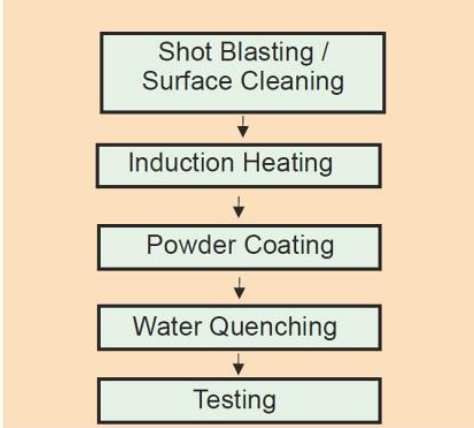 Shot Blasting /
Surface Cleaning
Induction Heating
Powder Coating
Water Quenching
Testing